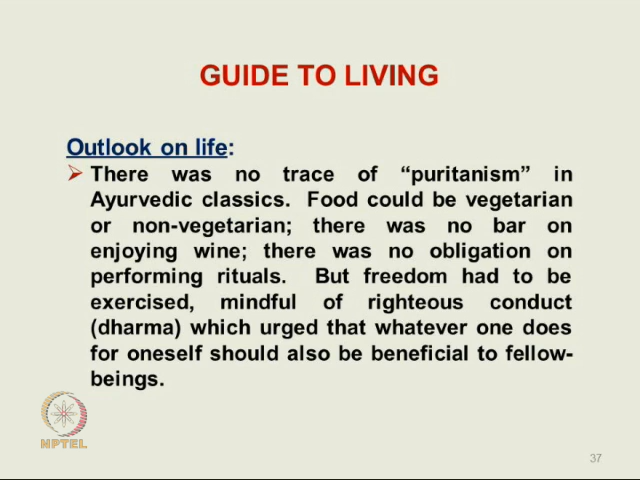 GUIDE TO LIVING
Outlook on life:
There was no trace of “puritanism” in
Ayurvedic classics. Food could be vegetarian
or non-vegetarian; there was no bar on
enjoying wine; there was no obligation on
performing rituals. But freedom had to be
exercised, mindful of righteous conduct
(dharma) which urged that whatever one does
for oneself should also be beneficial to fellow-
beings.
NPTEL
37